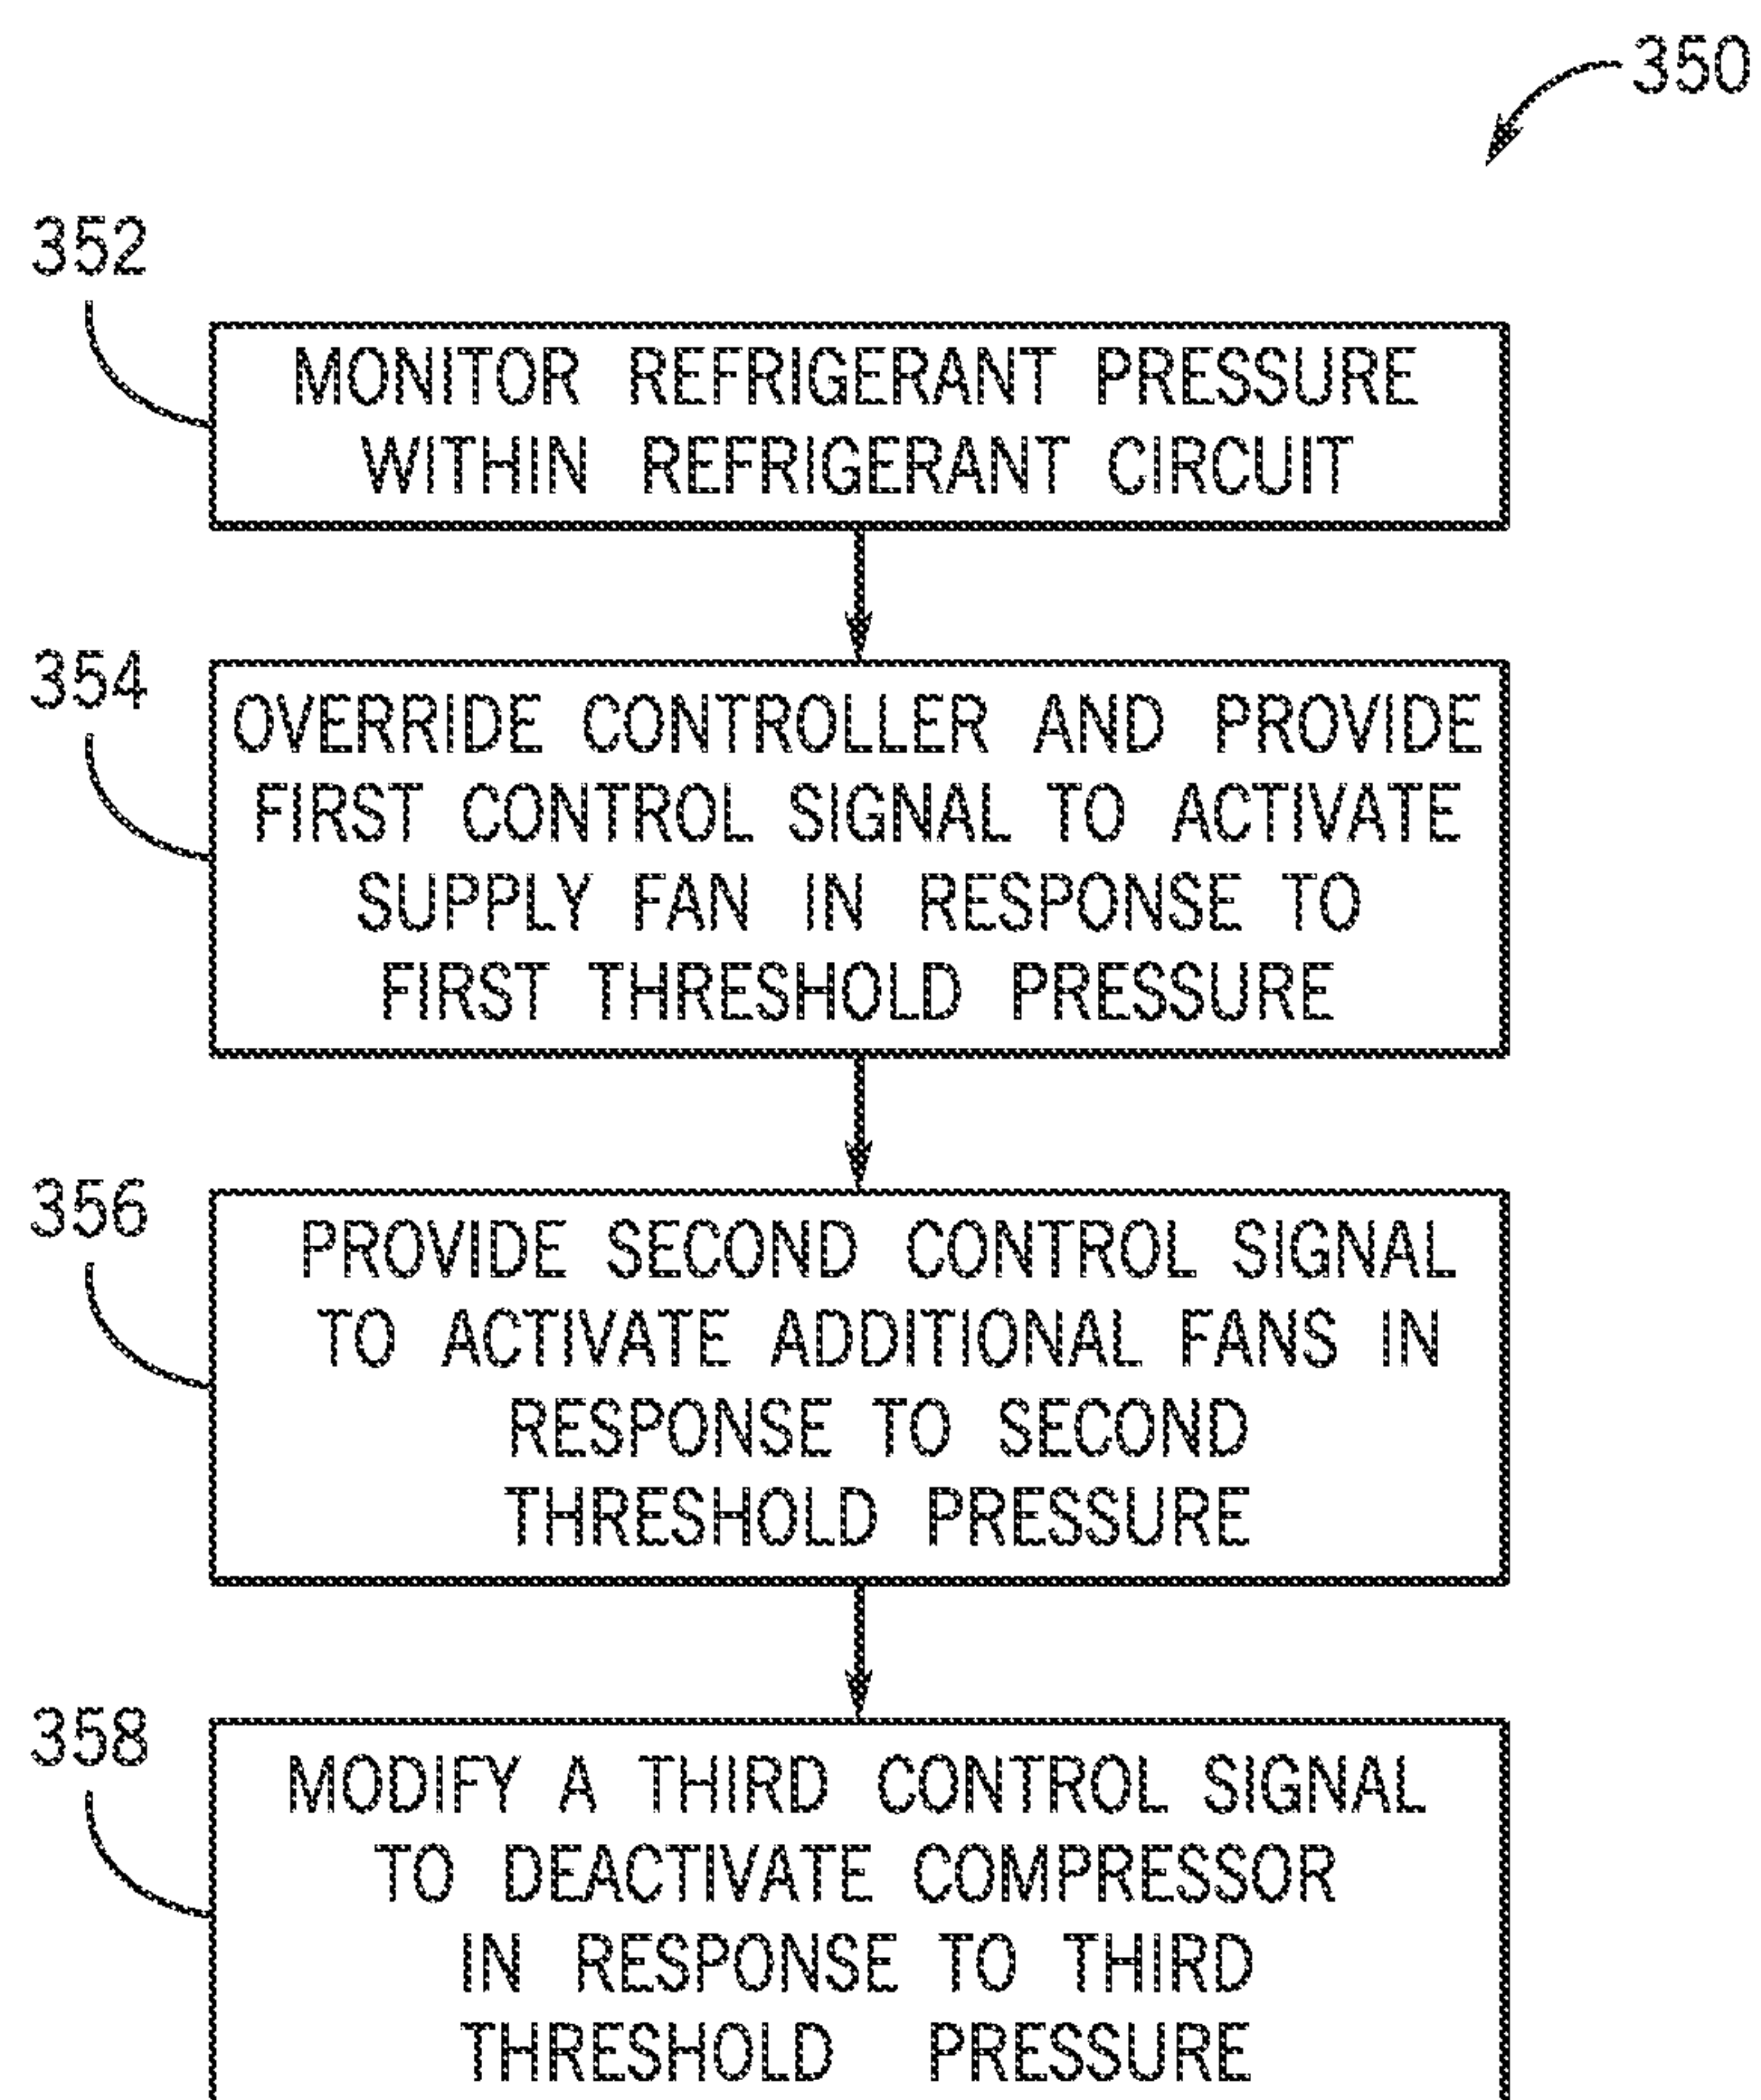 350
352
MONITOR REFRIGERANT PRESSURE
WITHIN REFRIGERANT CIRCUIT
354
OVERRIDE CONTROLLER AND PROVIDE
FIRST CONTROL SIGNAL TO ACTIVATE
SUPPLY FAN IN RESPONSE TO
FIRST THRESHOLD PRESSURE
356
PROVIDE SECOND CONTROL SIGNAL
TO ACTIVATE ADDITIONAL FANS IN
RESPONSE TO SECOND
THRESHOLD PRESSURE
358
MODIFY A THIRD CONTROL SIGNAL
TO DEACTIVATE COMPRESSOR
IN RESPONSE TO THIRD
THRESHOLD PRESSURE